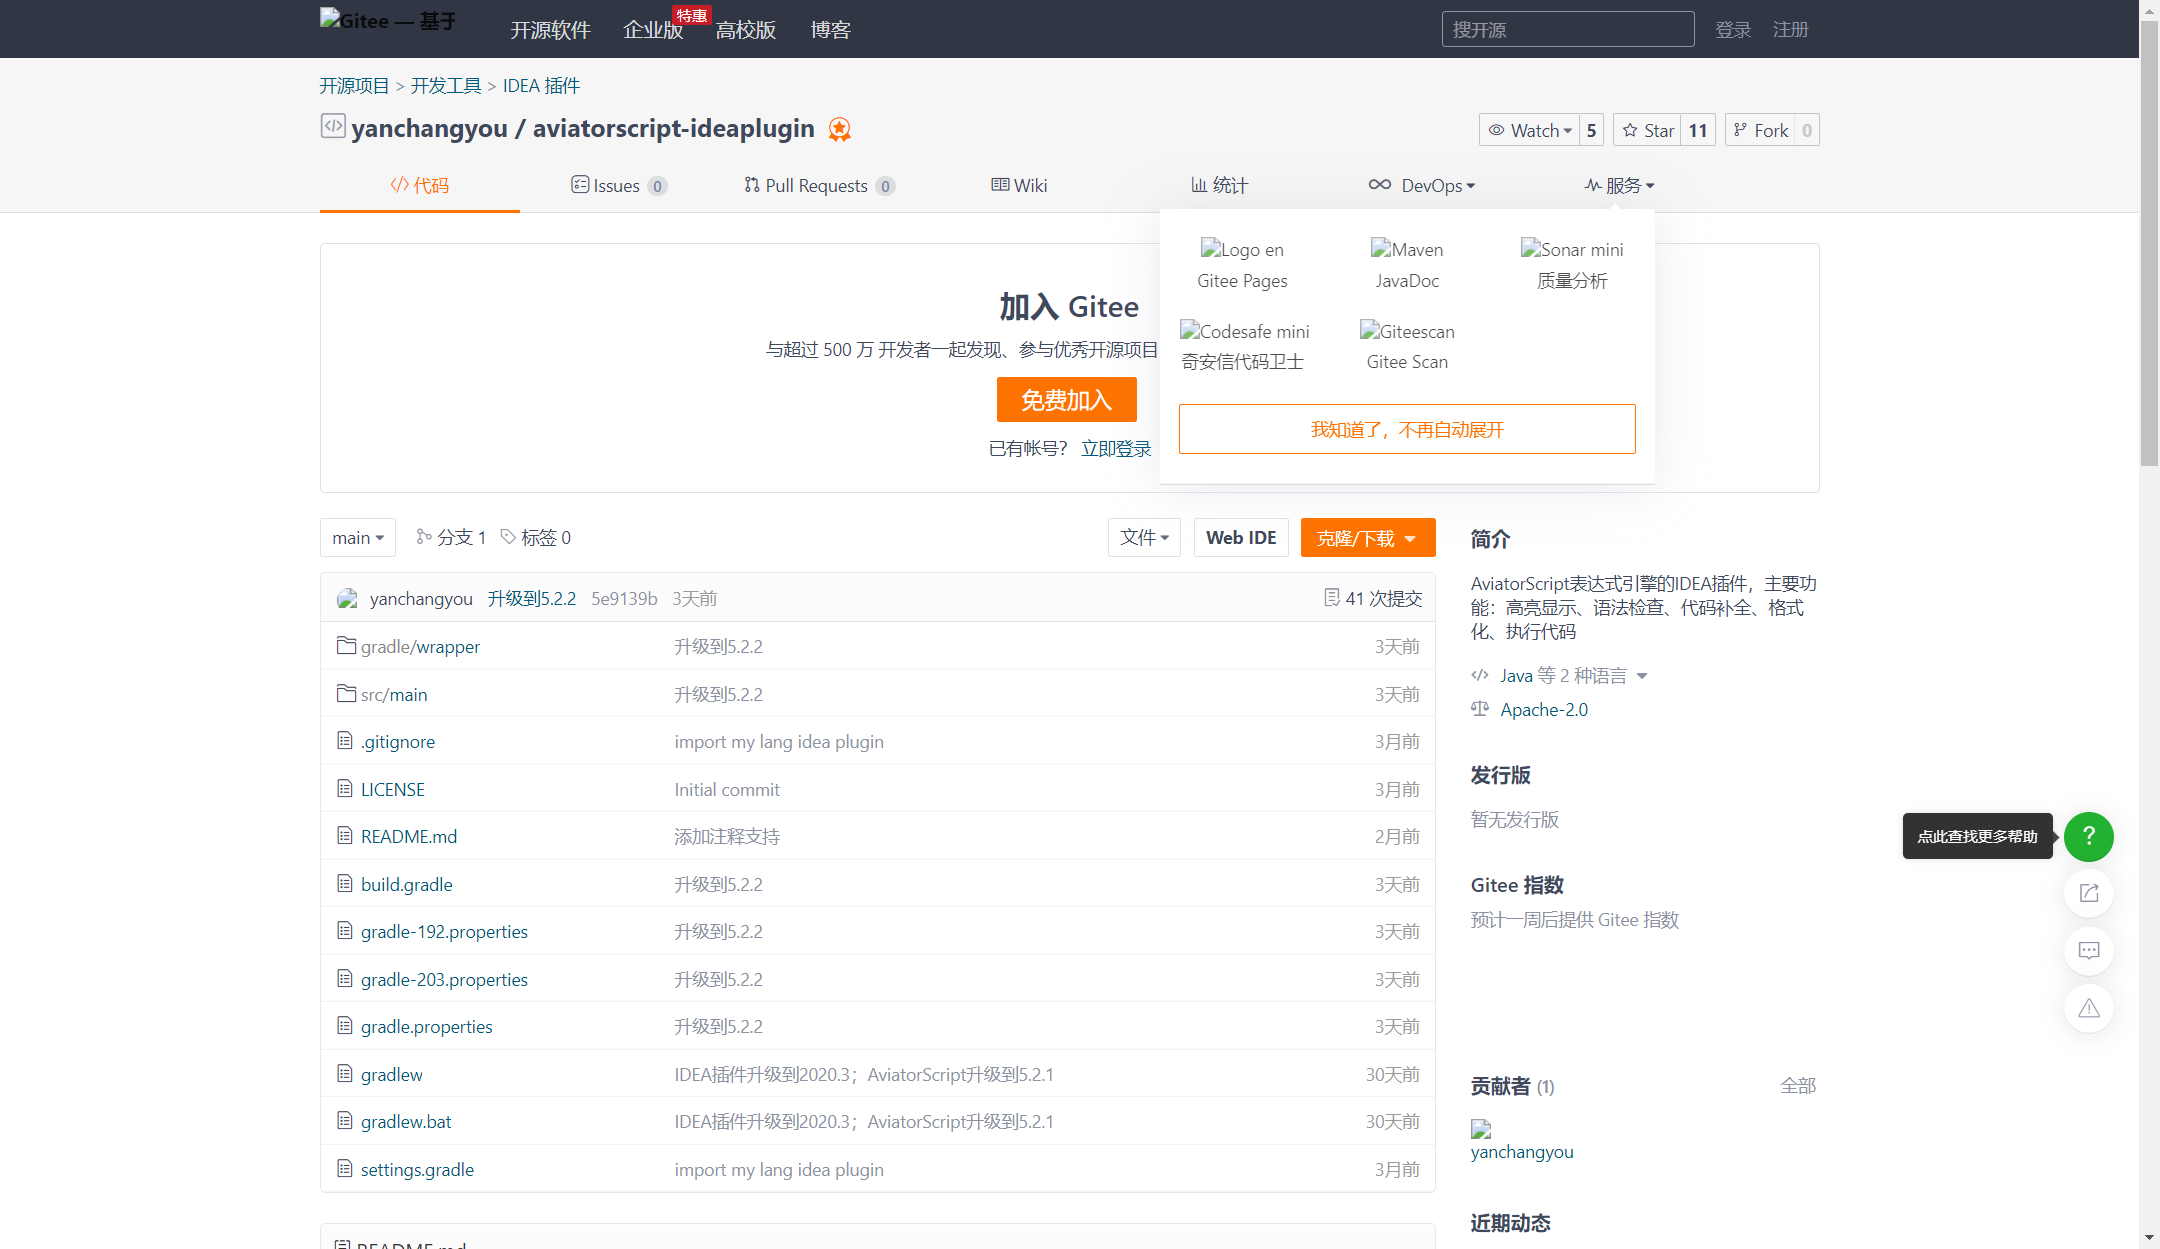 Gitee — 基于
开源软件 企业版 特惠 高校版 博客 搜开源 登录 注册
开源项目 > 开发工具 > IDEA 插件
yanchangyou / aviatorscript-ideaplugin
Watch 5 Star 11 Fork 0
代码 Issues 0 Pull Requests 0 Wiki 统计 DevOps 服务
Logo en Maven Sonar mini
Gitee Pages JavaDoc 质量分析
Codesafe mini Giteescan
奇安信代码卫士 Gitee Scan
我知道了，不再自动展开
加入 Gitee
与超过 500 万 开发者一起发现、参与优秀开源项目
免费加入
已有帐号？ 立即登录
main 分支 1 标签 0 文件 Web IDE 克隆/下载
yanchangyou 升级到5.2.2 5e9139b 3天前 41 次提交
gradle/wrapper 升级到5.2.2 3天前
src/main 升级到5.2.2 3天前
.gitignore import my lang idea plugin 3月前
LICENSE Initial commit 3月前
README.md 添加注释支持 2月前
build.gradle 升级到5.2.2 3天前
gradle-192.properties 升级到5.2.2 3天前
gradle-203.properties 升级到5.2.2 3天前
gradle.properties 升级到5.2.2 3天前
gradlew IDEA插件升级到2020.3；AviatorScript升级到5.2.1 30天前
gradlew.bat IDEA插件升级到2020.3；AviatorScript升级到5.2.1 30天前
settings.gradle import my lang idea plugin 3月前
README.md
简介
AviatorScript表达式引擎的IDEA插件，主要功
能：高亮显示、语法检查、代码补全、格式
化、执行代码
Java 等 2 种语言
Apache-2.0
发行版
暂无发行版
Gitee 指数
预计一周后提供 Gitee 指数
贡献者 (1) 全部
yanchangyou
近期动态
点此查找更多帮助 ?